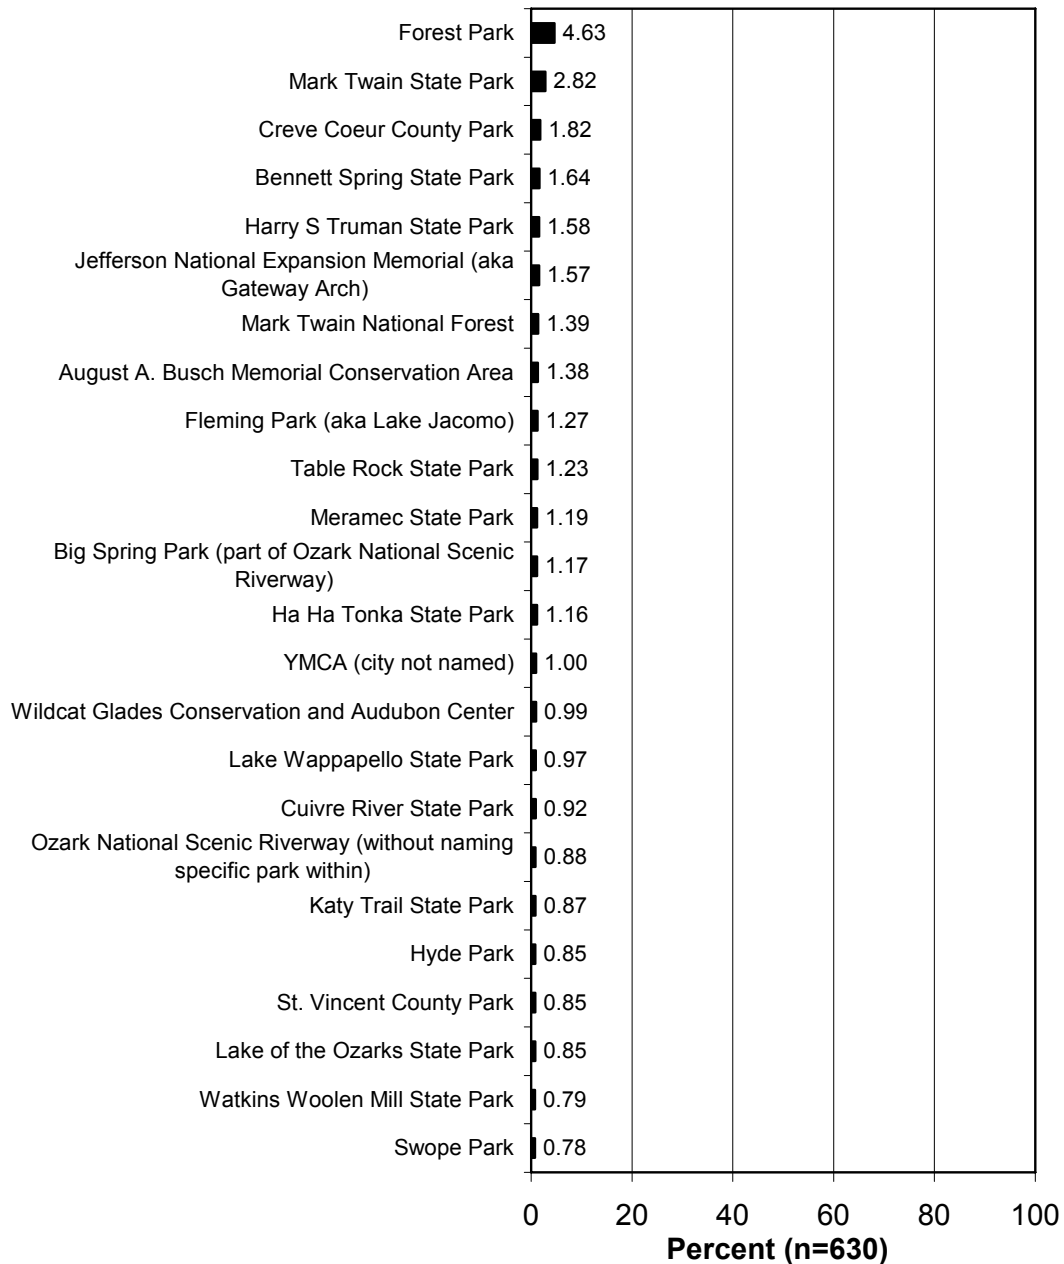 Forest Park 4.63
Mark Twain State Park 2.82
Creve Coeur County Park 1.82
Bennett Spring State Park 1.64
Harry S Truman State Park 1.58
Jefferson National Expansion Memorial (aka
Gateway Arch) 1.57
Mark Twain National Forest 1.39
August A. Busch Memorial Conservation Area 1.38
Fleming Park (aka Lake Jacomo) 1.27
Table Rock State Park 1.23
Meramec State Park 1.19
Big Spring Park (part of Ozark National Scenic
Riverway) 1.17
Ha Ha Tonka State Park 1.16
YMCA (city not named) 1.00
Wildcat Glades Conservation and Audubon Center 0.99
Lake Wappapello State Park 0.97
Cuivre River State Park 0.92
Ozark National Scenic Riverway (without naming
specific park within) 0.88
Katy Trail State Park 0.87
Hyde Park 0.85
St. Vincent County Park 0.85
Lake of the Ozarks State Park 0.85
Watkins Woolen Mill State Park 0.79
Swope Park 0.78
0 20 40 60 80 100
Percent (n=630)